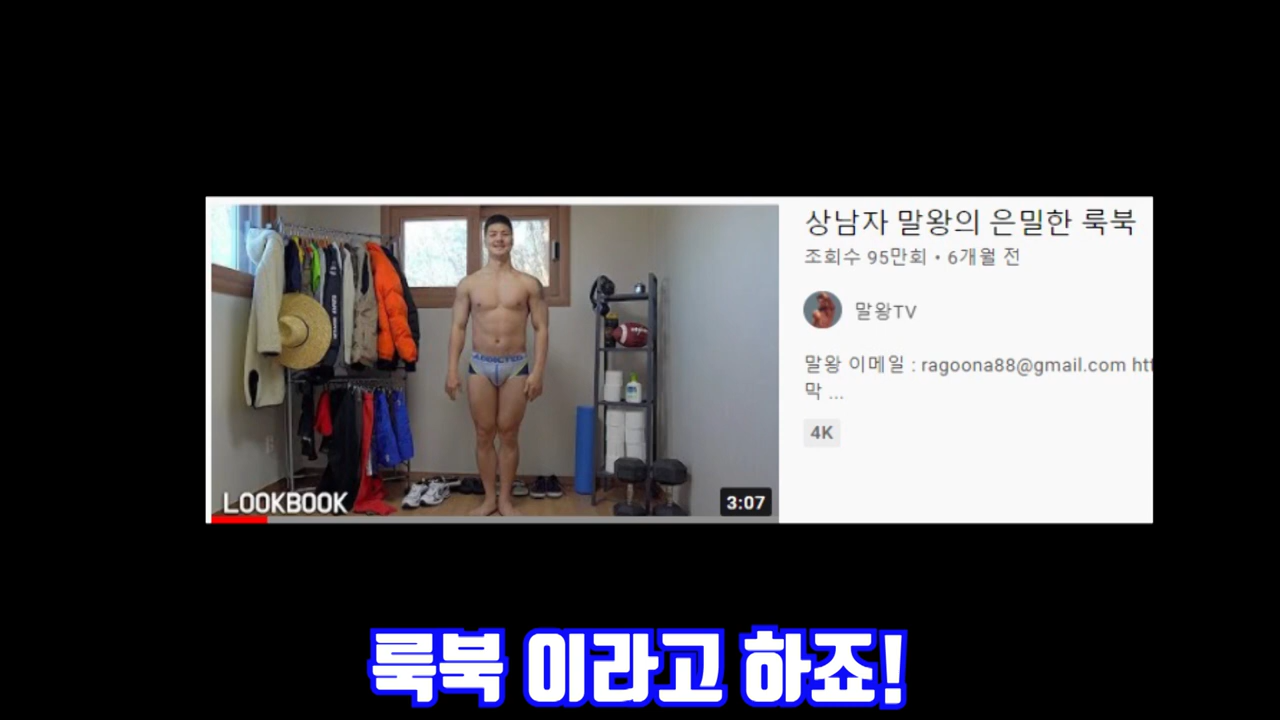 상남자 말왕의 은밀한 룩북
조회수 95만회 • 6개월 전
말왕TV
말왕 이메일 : ragoona88@gmail.com
막 ...
4K
ADDICTED
LOOKBOOK
3:07
룩북 이라고 하죠!